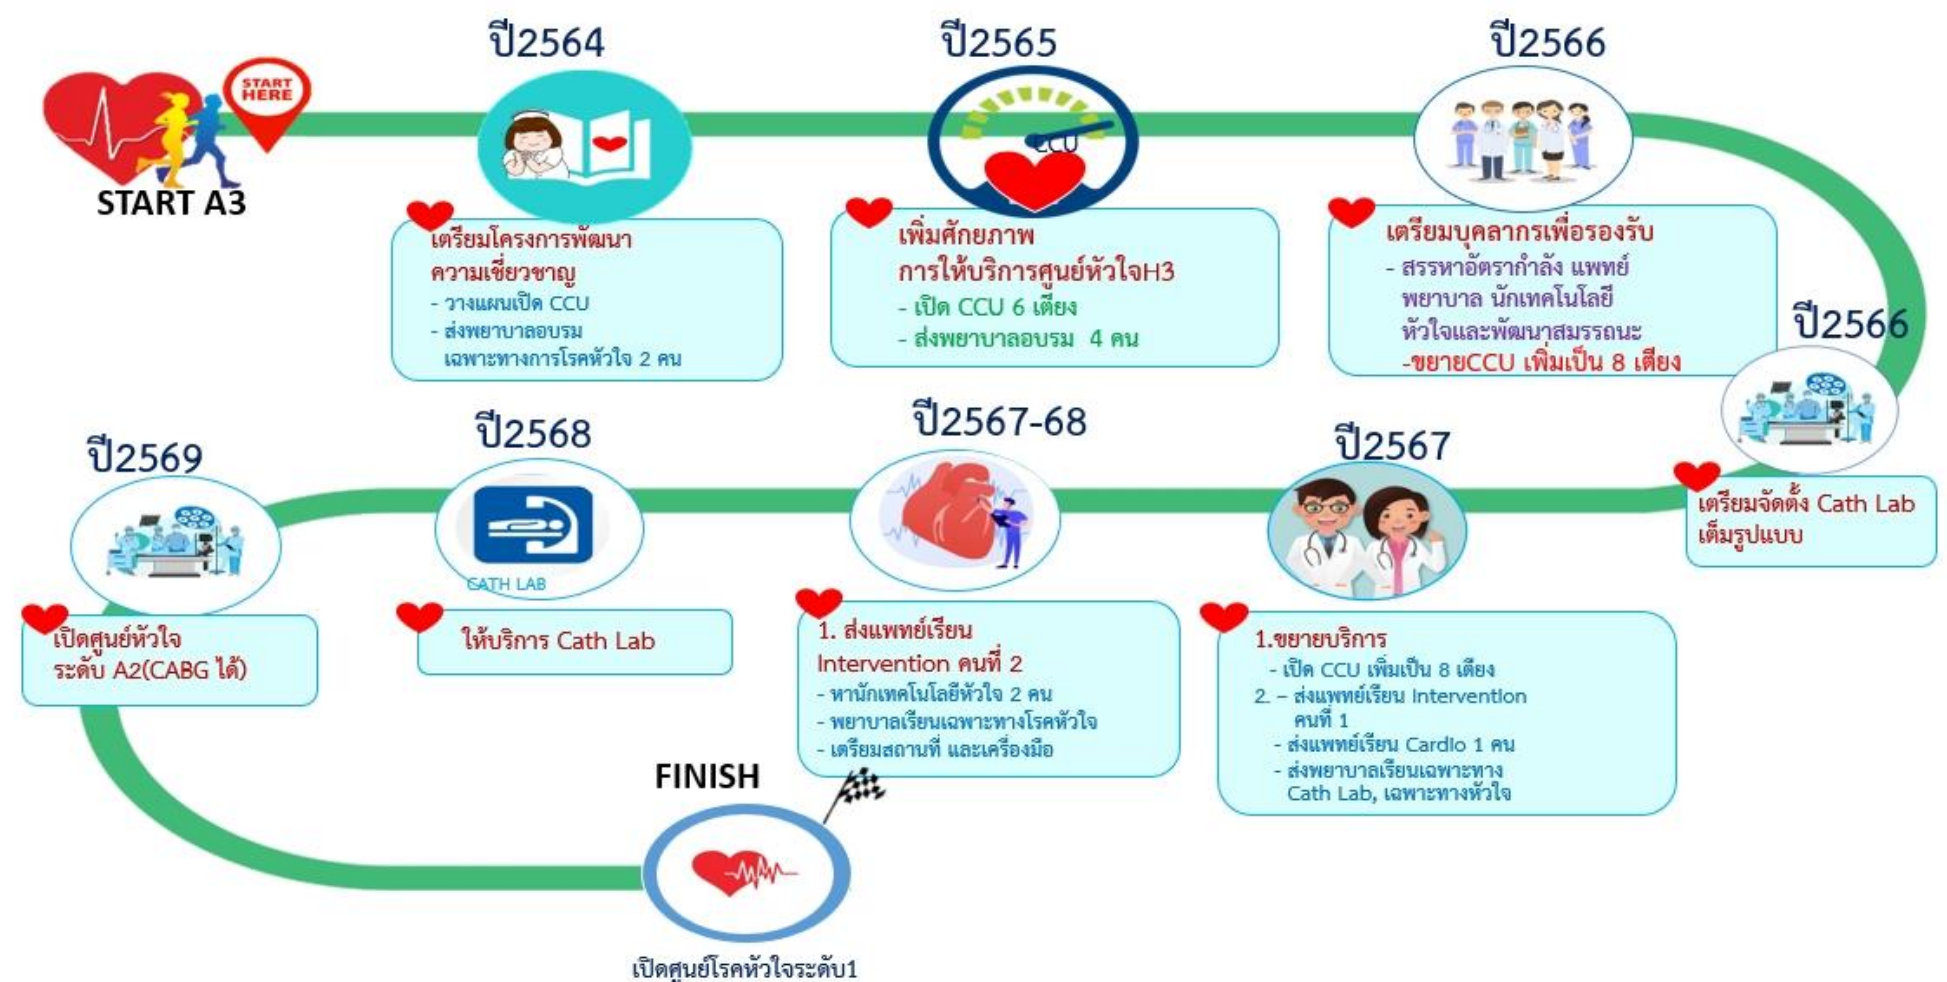 START
HERE
START A3
ปี2564
เตรียมโครงการพัฒนา
ความเชี่ยวชาญ
- วางแผนเปิด CCU
- ส่งพยาบาลอบรม
เฉพาะทางการโรคหัวใจ 2 คน
ปี2565
CCU
เพิ่มศักยภาพ
การให้บริการศูนย์หัวใจH3
- เปิด CCU 6 เตียง
- ส่งพยาบาลอบรม 4 คน
ปี2566
เตรียมบุคลากรเพื่อรองรับ
- สรรหาอัตรากำลัง แพทย์
พยาบาล นักเทคโนโลยี
หัวใจและพัฒนาสมรรถนะ
-ขยายCCU เพิ่มเป็น 8 เตียง
ปี2566
เตรียมจัดตั้ง Cath Lab
เต็มรูปแบบ
ปี2567
1.ขยายบริการ
- เปิด CCU เพิ่มเป็น 8 เตียง
2. – ส่งแพทย์เรียน Intervention
คนที่ 1
- ส่งแพทย์เรียน Cardio 1 คน
- ส่งพยาบาลเรียนเฉพาะทาง
Cath Lab, เฉพาะทางหัวใจ
ปี2567-68
1. ส่งแพทย์เรียน
Intervention คนที่ 2
- หานักเทคโนโลยีหัวใจ 2 คน
- พยาบาลเรียนเฉพาะทางโรคหัวใจ
- เตรียมสถานที่ และเครื่องมือ
ปี2568
CATH LAB
ให้บริการ Cath Lab
ปี2569
เปิดศูนย์หัวใจ
ระดับ A2(CABG ได้)
FINISH
เปิดศูนย์โรคหัวใจระดับ1